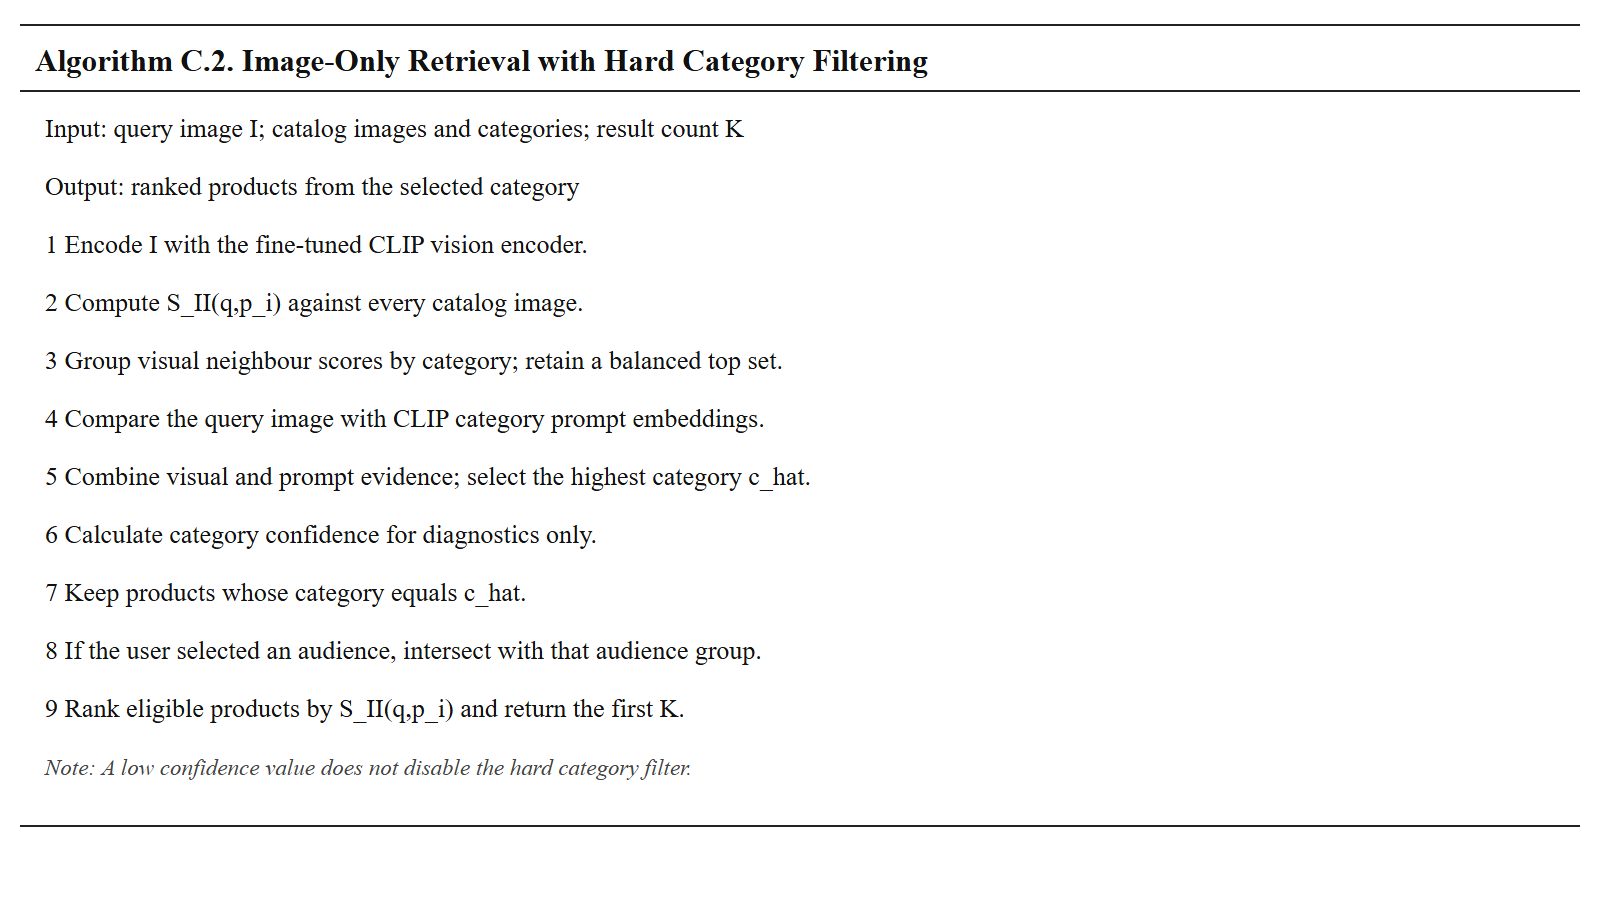 Algorithm C.2. Image-Only Retrieval with Hard Category Filtering
Input: query image I; catalog images and categories; result count K
Output: ranked products from the selected category
1 Encode I with the fine-tuned CLIP vision encoder.
2 Compute S_II(q,p_i) against every catalog image.
3 Group visual neighbour scores by category; retain a balanced top set.
4 Compare the query image with CLIP category prompt embeddings.
5 Combine visual and prompt evidence; select the highest category c_hat.
6 Calculate category confidence for diagnostics only.
7 Keep products whose category equals c_hat.
8 If the user selected an audience, intersect with that audience group.
9 Rank eligible products by S_II(q,p_i) and return the first K.
Note: A low confidence value does not disable the hard category filter.